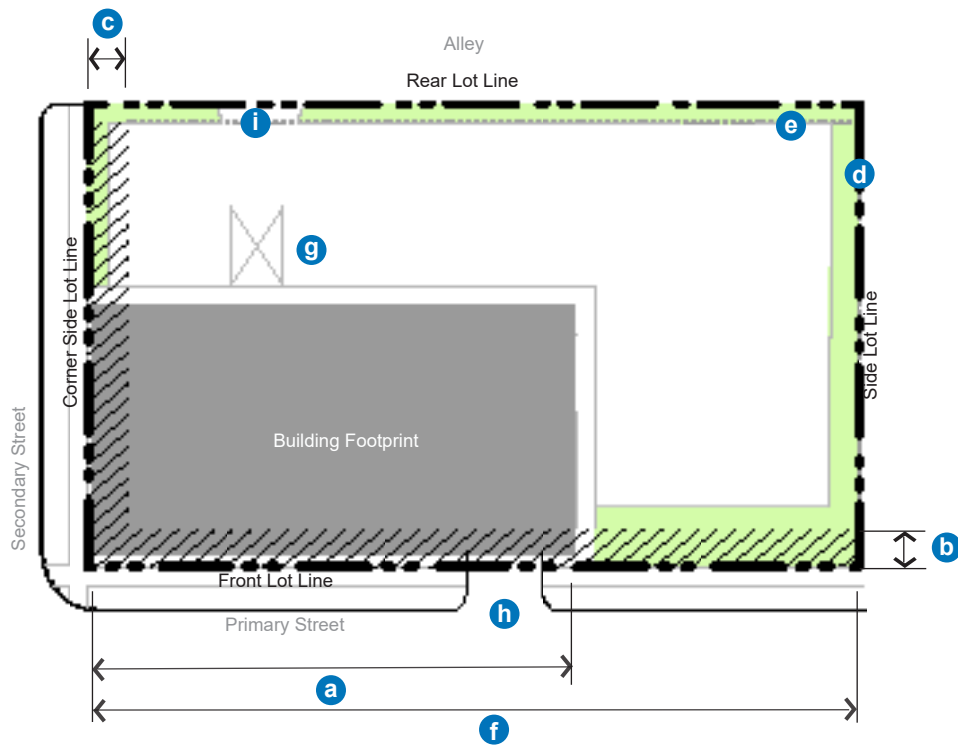 c
Alley
Rear Lot Line
i
e
d
g
Corner Side Lot Line
Side Lot Line
Secondary Street
Building Footprint
b
Front Lot Line
h
Primary Street
a
f